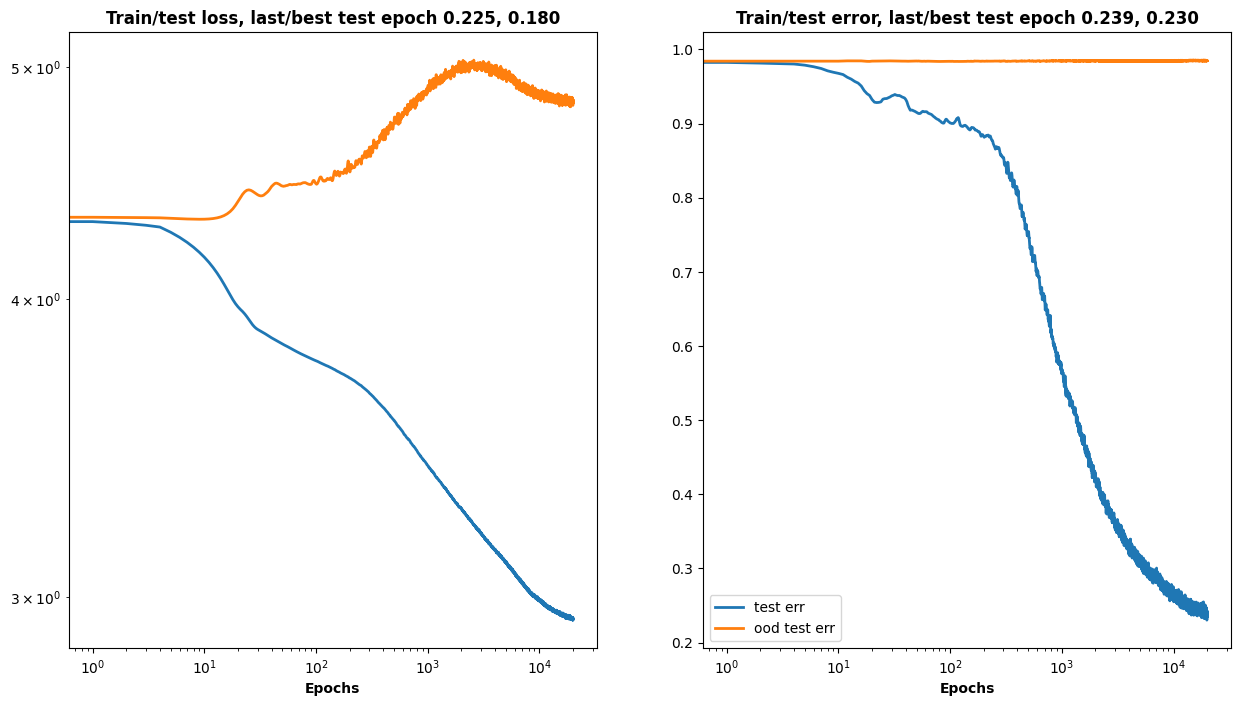 Train/test loss, last/best test epoch 0.225, 0.180
5 × 10⁰
4 × 10⁰
3 × 10⁰
10⁰ 10¹ 10² 10³ 10⁴
Epochs
Train/test error, last/best test epoch 0.239, 0.230
1.0
0.9
0.8
0.7
0.6
0.5
0.4
0.3
0.2
test err
ood test err
10⁰ 10¹ 10² 10³ 10⁴
Epochs